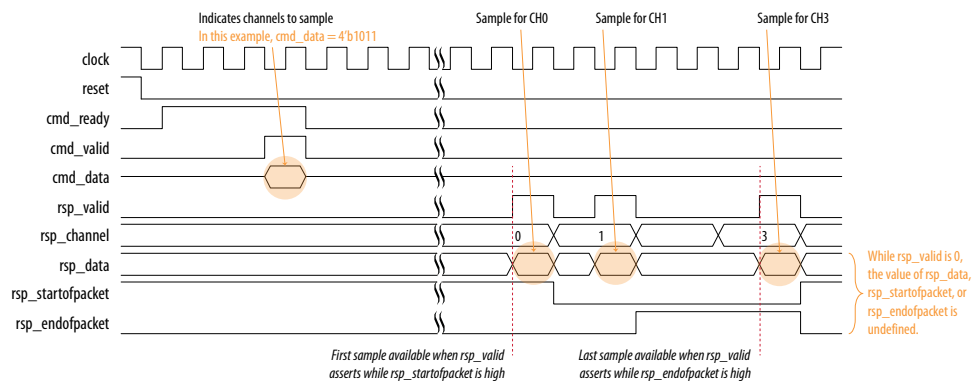 Indicates channels to sample
In this example, cmd_data = 4'b1011
Sample for CH0
Sample for CH1
Sample for CH3
clock
reset
cmd_ready
cmd_valid
cmd_data
rsp_valid
rsp_channel
0
1
3
rsp_data
rsp_startofpacket
rsp_endofpacket
While rsp_valid is 0,
the value of rsp_data,
rsp_startofpacket, or
rsp_endofpacket is
undefined.
First sample available when rsp_valid
asserts while rsp_startofpacket is high
Last sample available when rsp_valid
asserts while rsp_endofpacket is high